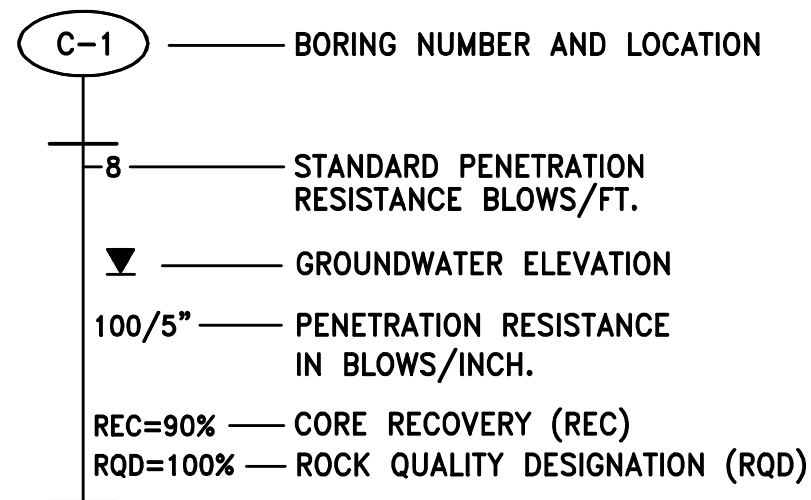 C-1 BORING NUMBER AND LOCATION
8 STANDARD PENETRATION
RESISTANCE BLOWS/FT.
GROUNDWATER ELEVATION
100/5" PENETRATION RESISTANCE
IN BLOWS/INCH.
REC=90% CORE RECOVERY (REC)
RQD=100% ROCK QUALITY DESIGNATION (RQD)